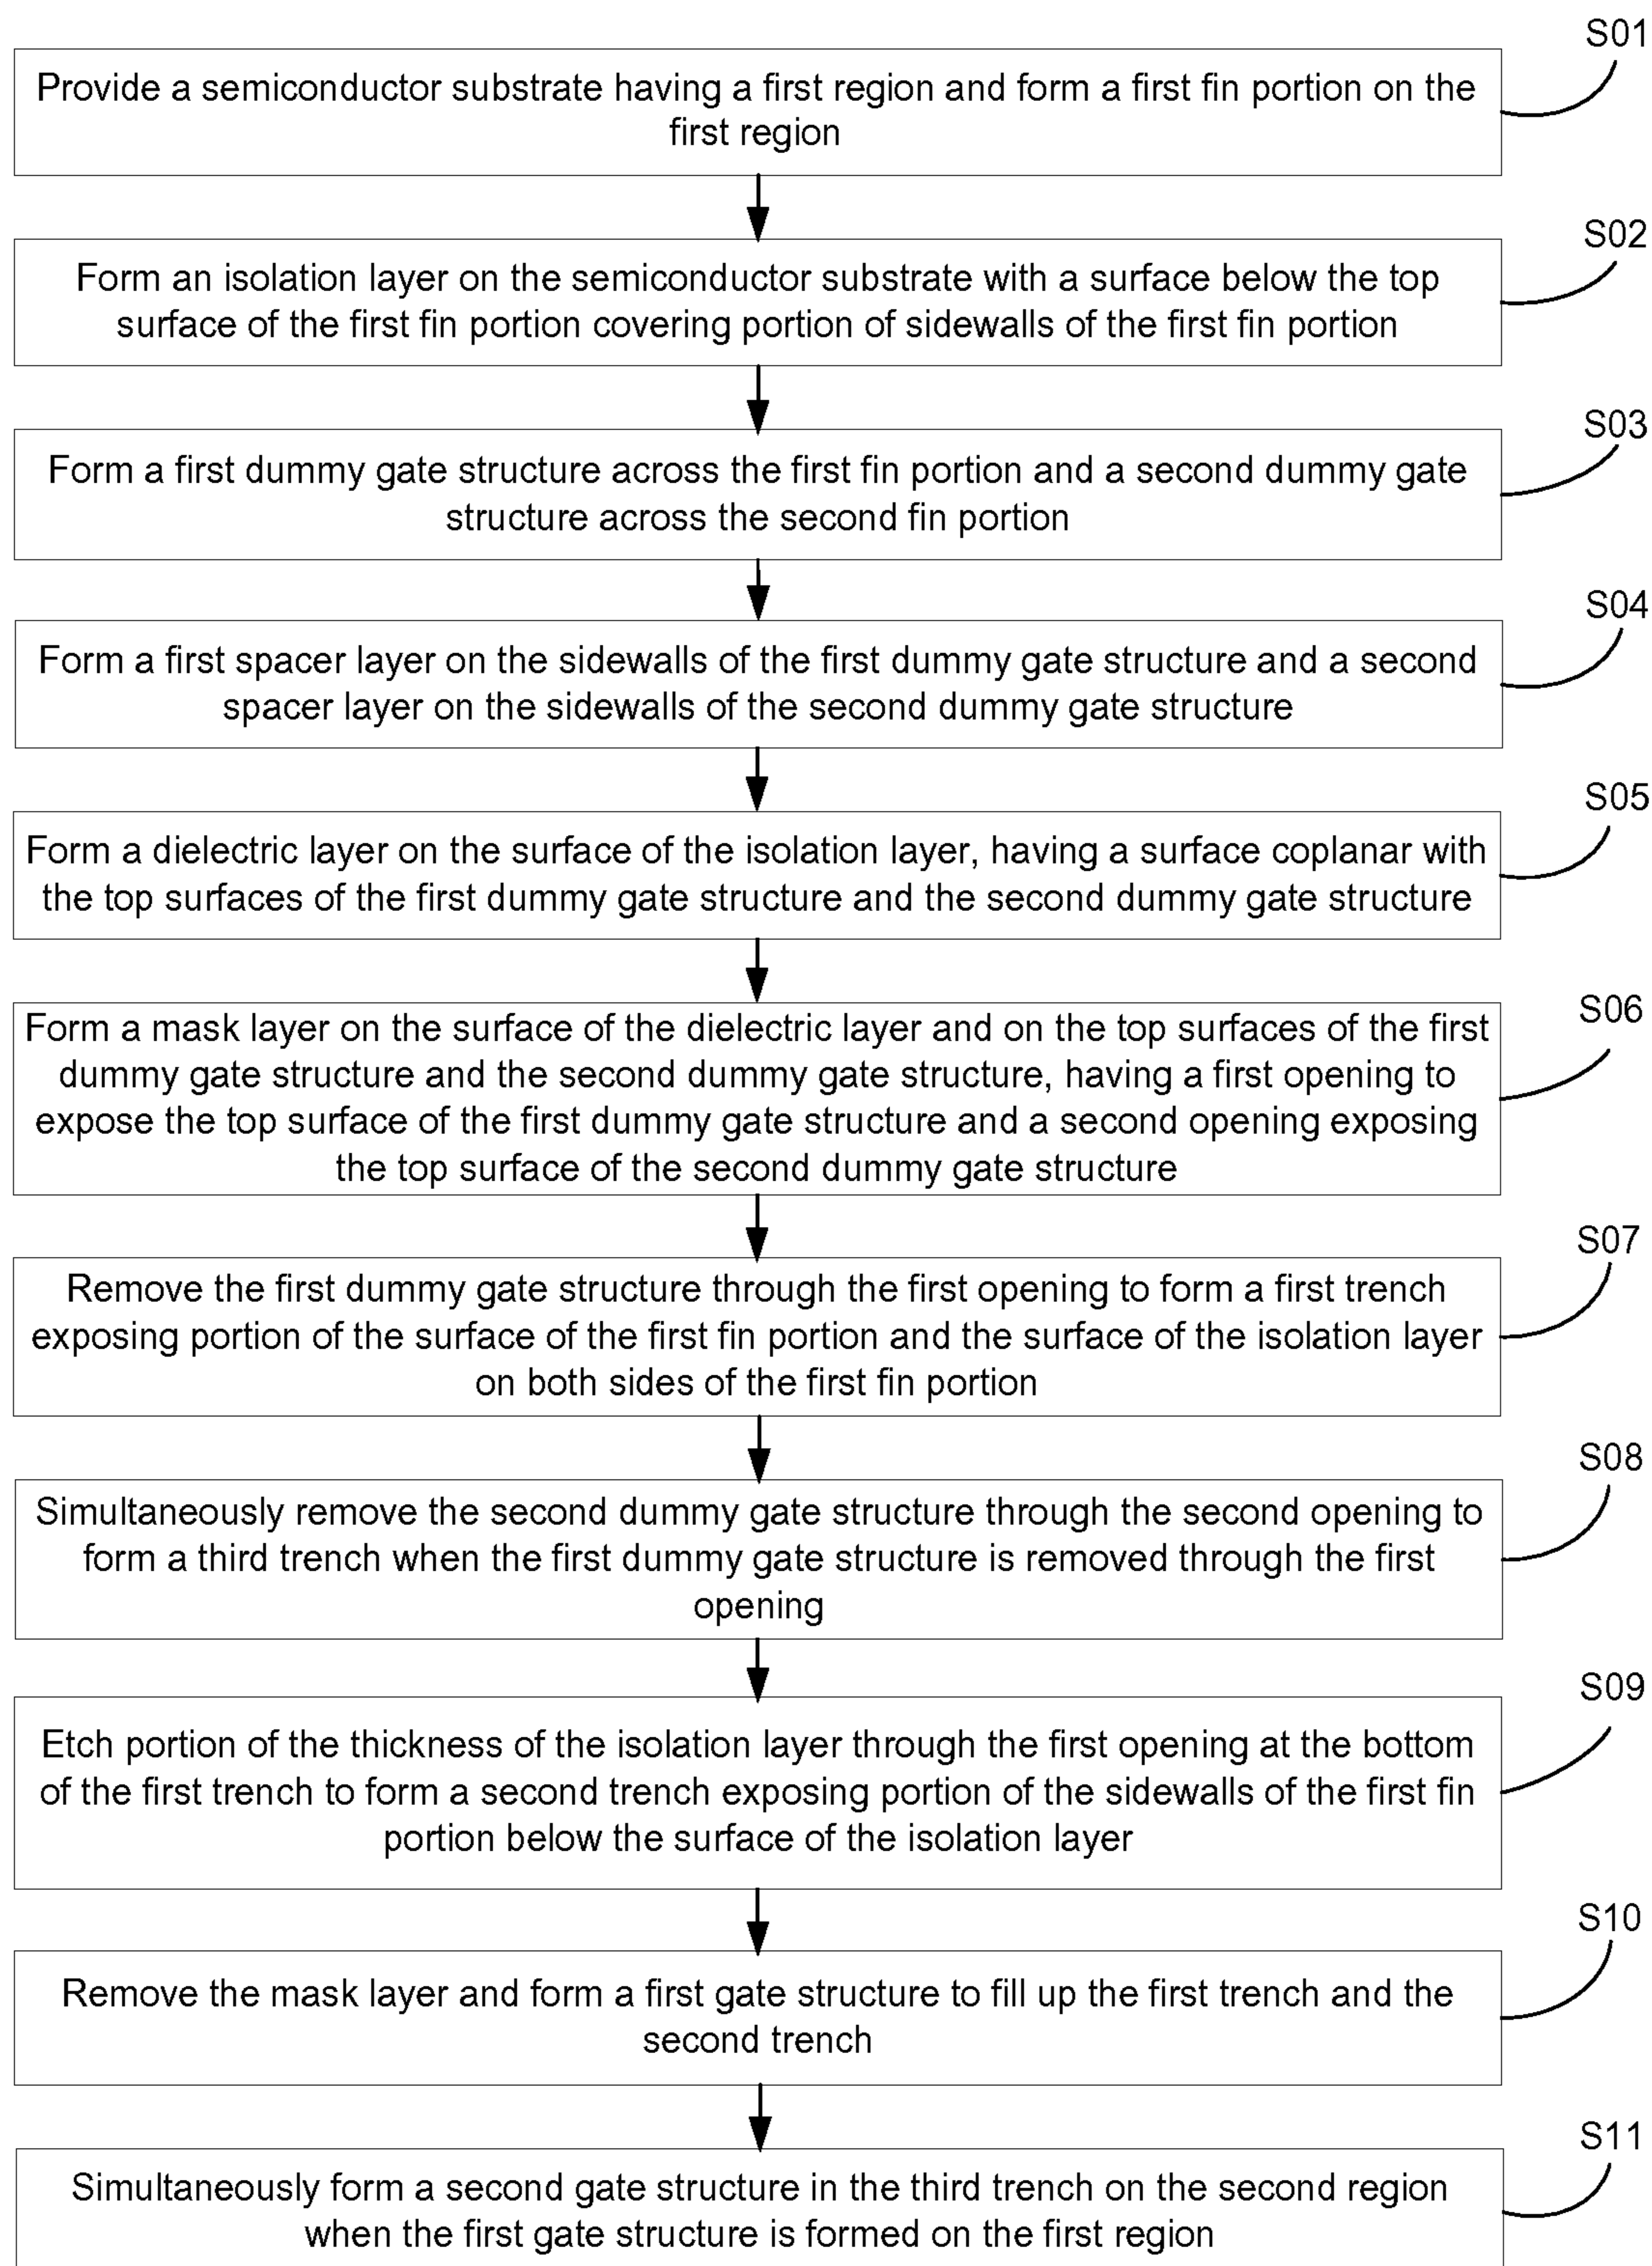 S01
Provide a semiconductor substrate having a first region and form a first fin portion on the
first region
S02
Form an isolation layer on the semiconductor substrate with a surface below the top
surface of the first fin portion covering portion of sidewalls of the first fin portion
S03
Form a first dummy gate structure across the first fin portion and a second dummy gate
structure across the second fin portion
S04
Form a first spacer layer on the sidewalls of the first dummy gate structure and a second
spacer layer on the sidewalls of the second dummy gate structure
S05
Form a dielectric layer on the surface of the isolation layer, having a surface coplanar with
the top surfaces of the first dummy gate structure and the second dummy gate structure
S06
Form a mask layer on the surface of the dielectric layer and on the top surfaces of the first
dummy gate structure and the second dummy gate structure, having a first opening to
expose the top surface of the first dummy gate structure and a second opening exposing
the top surface of the second dummy gate structure
S07
Remove the first dummy gate structure through the first opening to form a first trench
exposing portion of the surface of the first fin portion and the surface of the isolation layer
on both sides of the first fin portion
S08
Simultaneously remove the second dummy gate structure through the second opening to
form a third trench when the first dummy gate structure is removed through the first
opening
S09
Etch portion of the thickness of the isolation layer through the first opening at the bottom
of the first trench to form a second trench exposing portion of the sidewalls of the first fin
portion below the surface of the isolation layer
S10
Remove the mask layer and form a first gate structure to fill up the first trench and the
second trench
S11
Simultaneously form a second gate structure in the third trench on the second region
when the first gate structure is formed on the first region